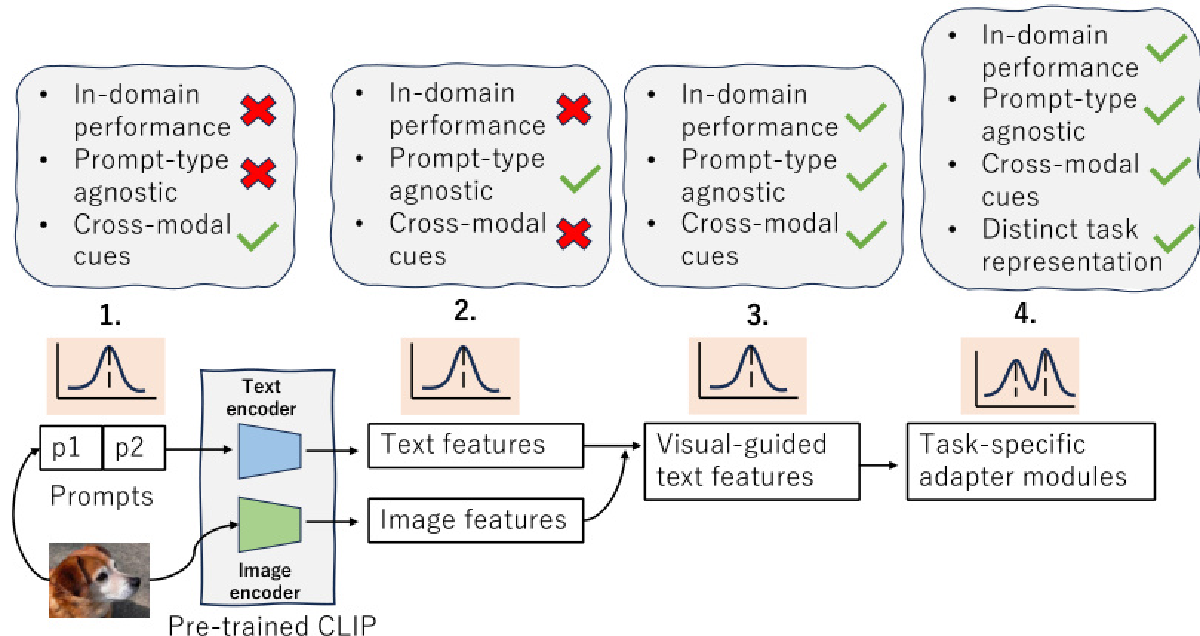 • In-domain
performance
• Prompt-type
agnostic
• Cross-modal
cues
• In-domain
performance
• Prompt-type
agnostic
• Cross-modal
cues
• In-domain
performance
• Prompt-type
agnostic
• Cross-modal
cues
• In-domain
performance
• Prompt-type
agnostic
• Cross-modal
cues
• Distinct task
representation
1.
2.
3.
4.
Text
encoder
p1 p2
Prompts
Text features
Image features
Visual-guided
text features
Task-specific
adapter modules
Image
encoder
Pre-trained CLIP